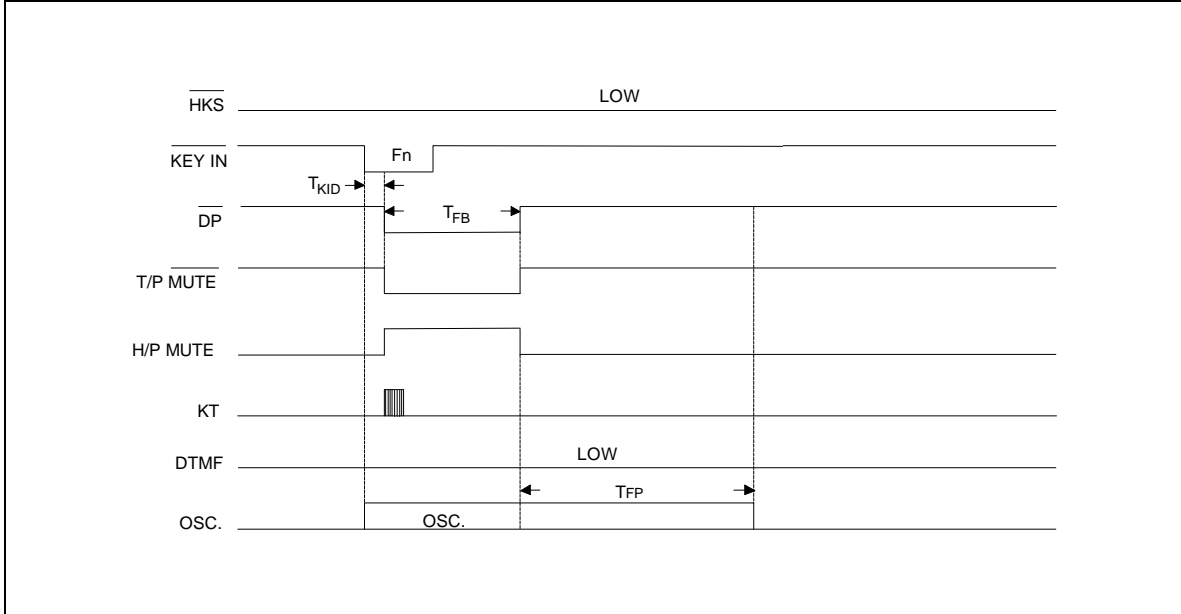 HKS
LOW
KEY IN
Fn
TKID
DP
TFB
T/P MUTE
H/P MUTE
KT
DTMF
LOW
TFP
OSC.
OSC.